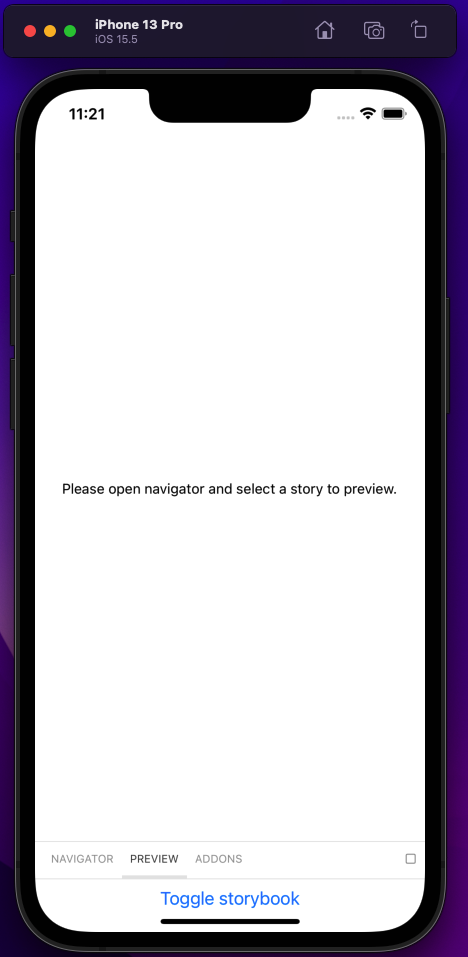 iPhone 13 Pro
iOS 15.5
11:21
Please open navigator and select a story to preview.
NAVIGATOR PREVIEW ADDONS
Toggle storybook